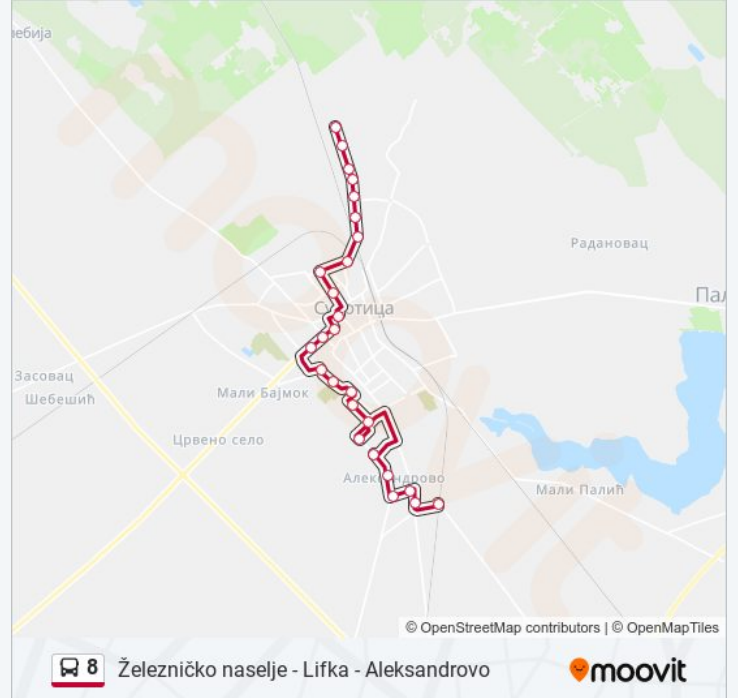 ебија
Радановац
Пал
Суботица
Засовац
Шебешић
Мали Бајмок
Црвено село
Александрово
Мали Палић
© OpenStreetMap contributors | © OpenMapTiles
8 Železničko naselje - Lifka - Aleksandrovo
moovit
moovit